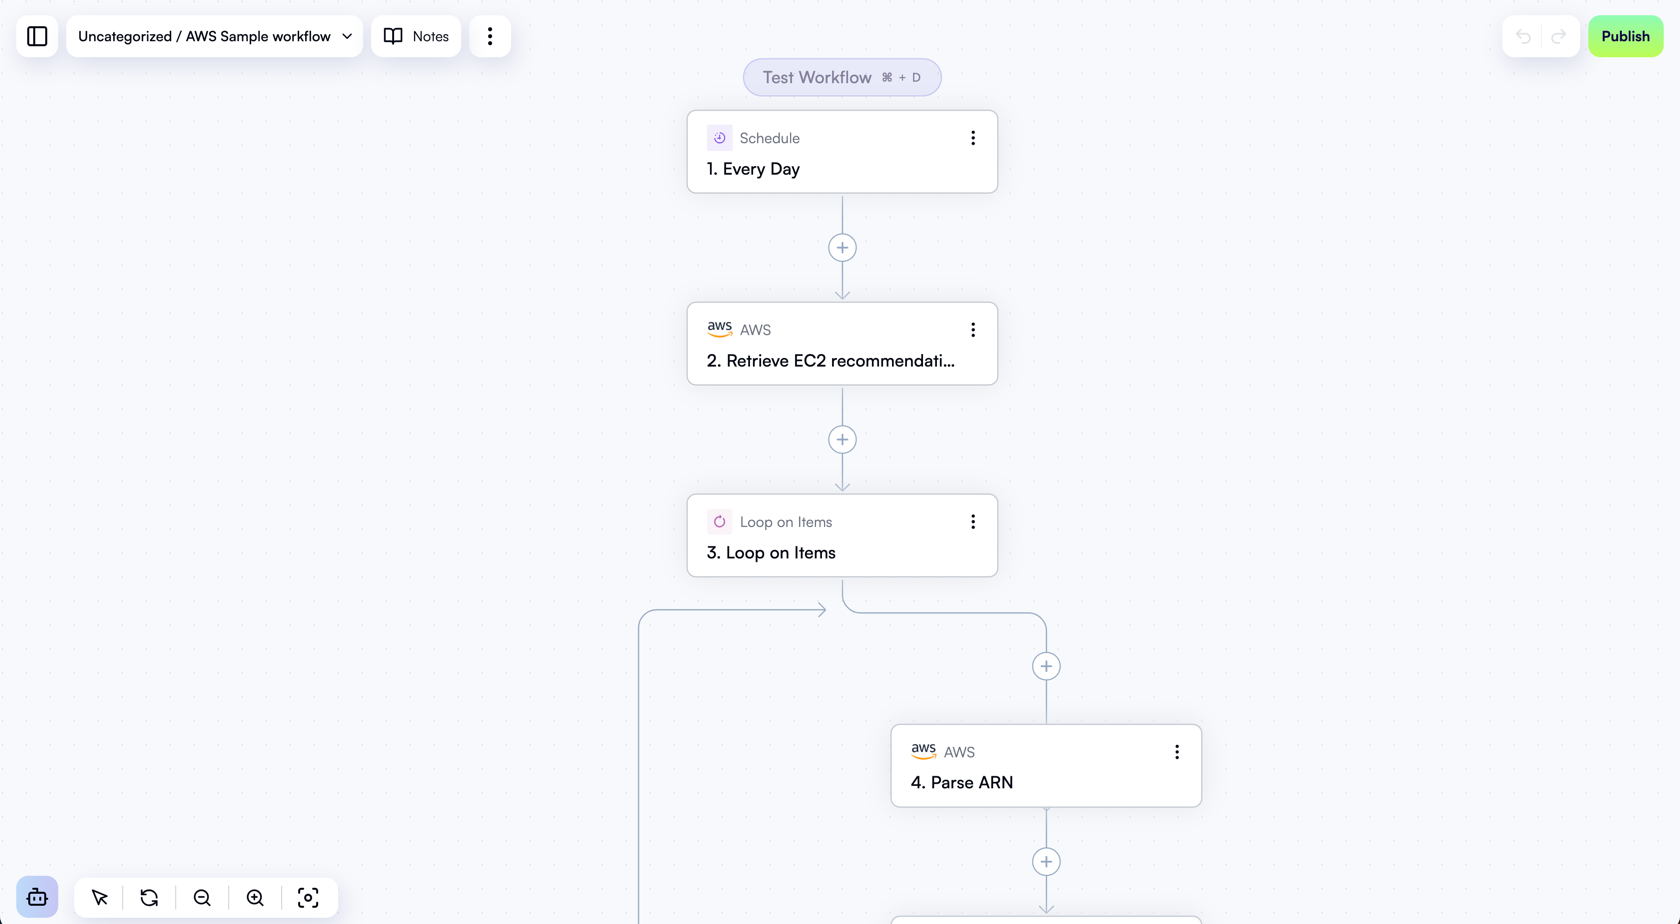 Uncategorized / AWS Sample workflow
Notes
Publish
Test Workflow ⌘ + D
Schedule
1. Every Day
aws AWS
2. Retrieve EC2 recommendati...
Loop on Items
3. Loop on Items
aws AWS
4. Parse ARN